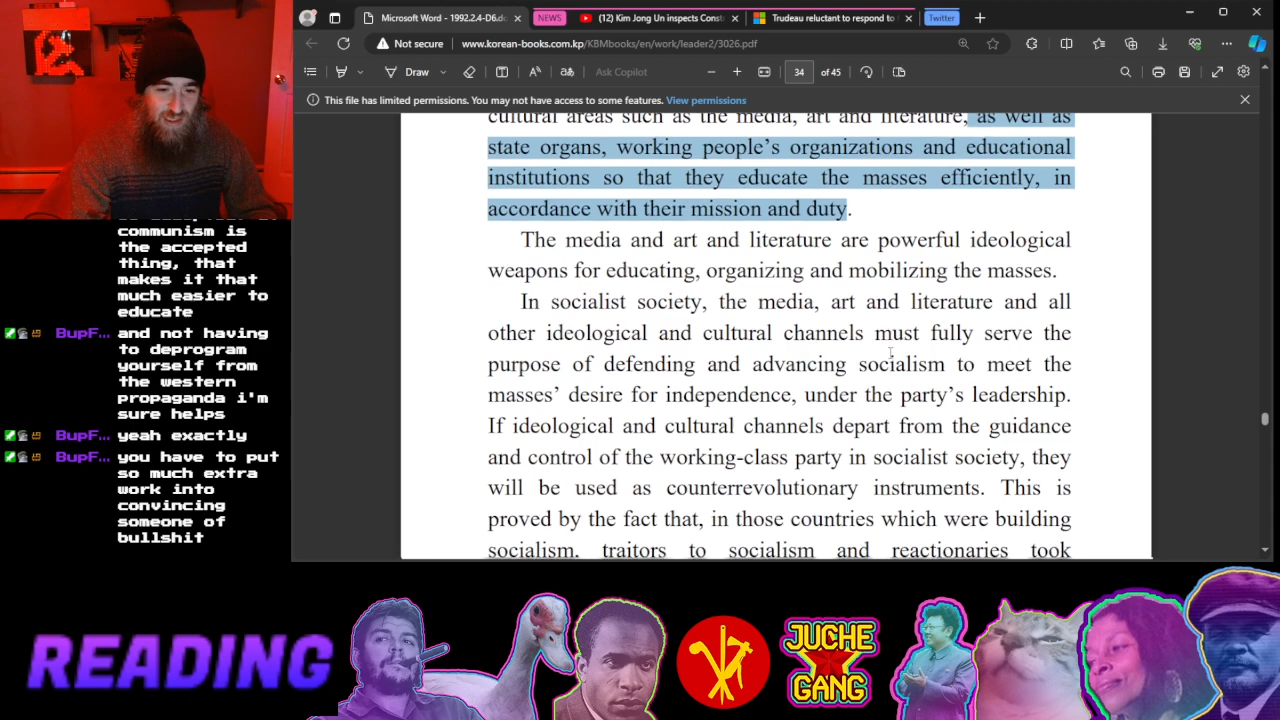 Microsoft Word - 1992.2.4-D6.do
NEWS
(12) Kim Jong Un inspects Const
Trudeau reluctant to respond to
Twitter
Not secure
www.korean-books.com.kp/KBMbooks/en/work/leader2/3026.pdf
Draw
Ask Copilot
34 of 45
This file has limited permissions. You may not have access to some features. View permissions
cultural areas such as the media, art and literature, as well as
state organs, working people's organizations and educational
institutions so that they educate the masses efficiently, in
accordance with their mission and duty.
The media and art and literature are powerful ideological
weapons for educating, organizing and mobilizing the masses.
In socialist society, the media, art and literature and all
other ideological and cultural channels must fully serve the
purpose of defending and advancing socialism to meet the
masses' desire for independence, under the party's leadership.
If ideological and cultural channels depart from the guidance
and control of the working-class party in socialist society, they
will be used as counterrevolutionary instruments. This is
proved by the fact that, in those countries which were building
socialism, traitors to socialism and reactionaries took
communism is
the accepted
thing, that
makes it that
much easier to
educate
BupF... and not having
to deprogram
yourself from
the western
propaganda i'm
sure helps
BupF... yeah exactly
BupF... you have to put
so much extra
work into
convincing
someone of
bullshit
READING
JUCHE
GANG